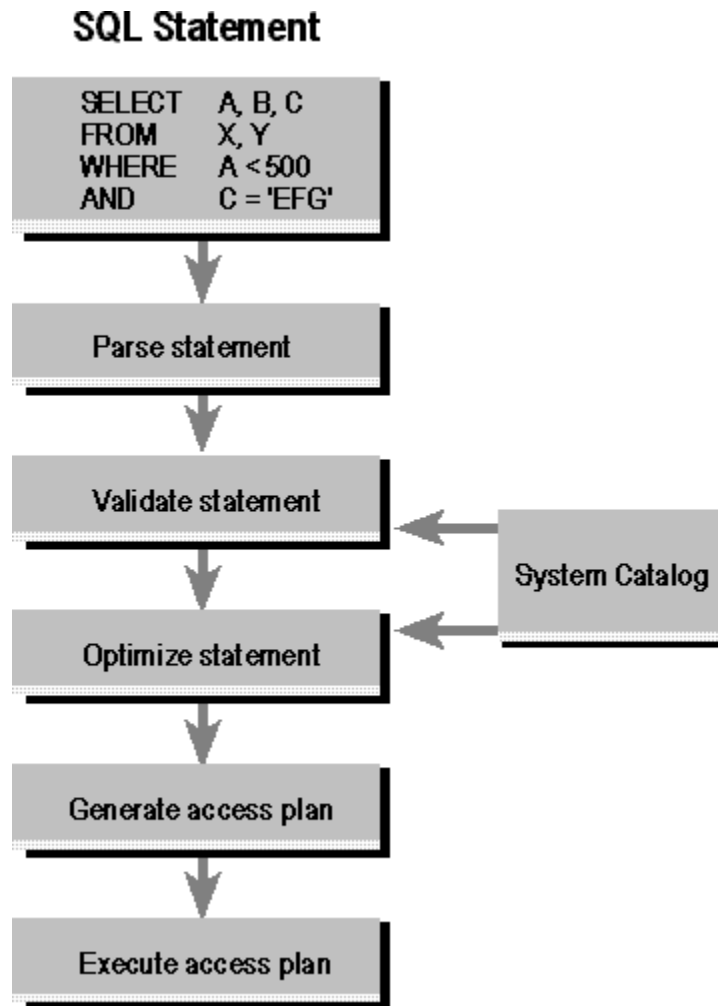 SQL Statement
SELECT A, B, C
FROM X, Y
WHERE A < 500
AND C = 'EFG'
Parse statement
Validate statement
System Catalog
Optimize statement
Generate access plan
Execute access plan